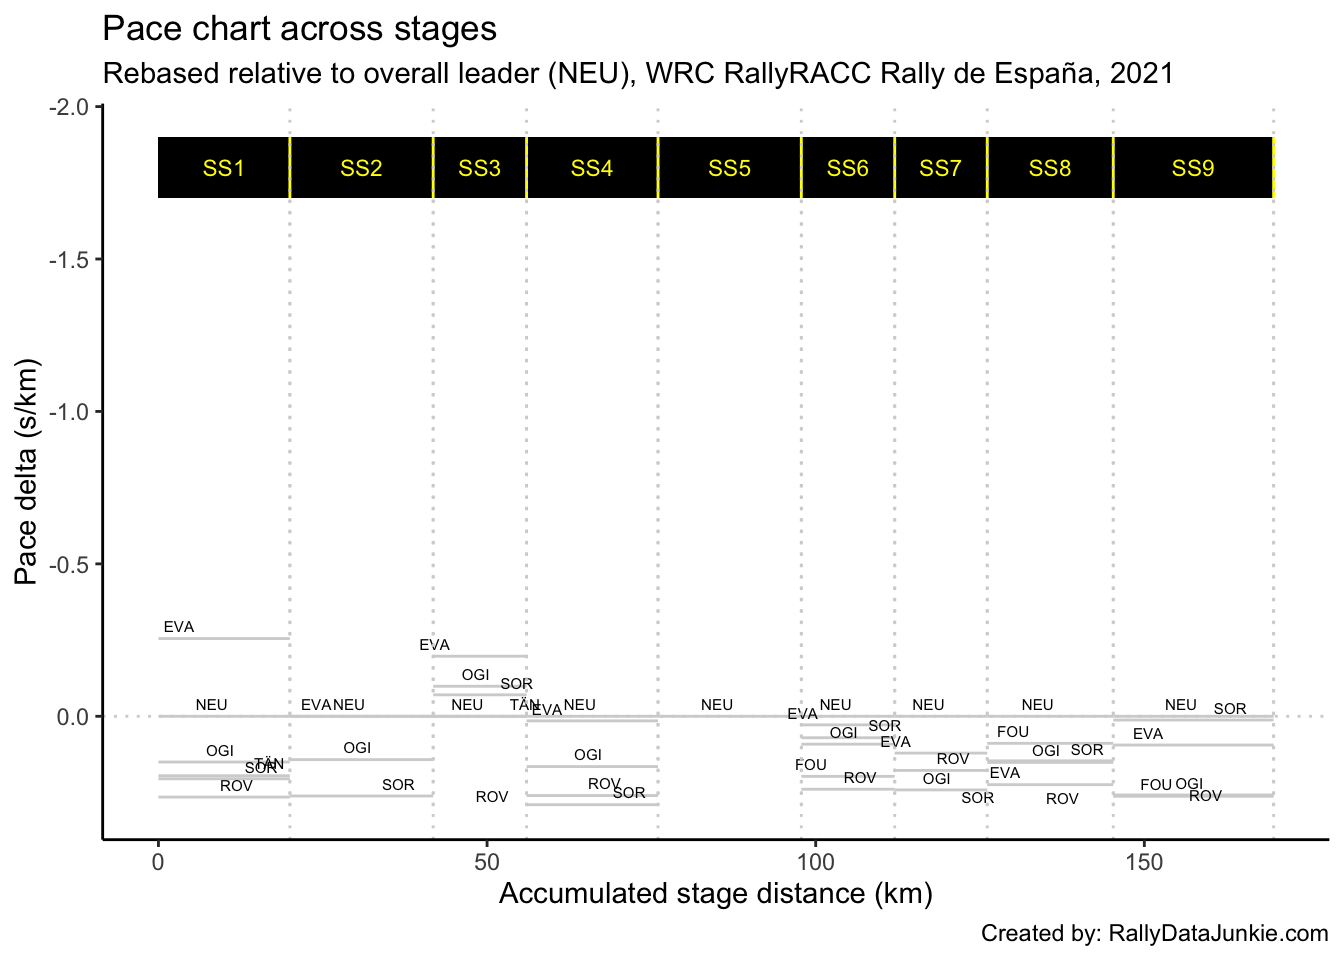 Pace chart across stages
Rebased relative to overall leader (NEU), WRC RallyRACC Rally de España, 2021
-2.0
SS1 SS2 SS3 SS4 SS5 SS6 SS7 SS8 SS9
-1.5
-1.0
Pace delta (s/km)
-0.5
EVA
EVA
OGI
SOR
NEU EVA NEU NEU TÄN NEU NEU NEU NEU NEU NEU SOR
EVA EVA
0.0
SOR
FOU
OGI EVA EVA
OGI OGI OGI ROV OGI SOR
TÄN FOU
SOR EVA
ROV OGI
ROV SOR ROV FOU OGI
SOR
ROV SOR ROV ROV
0 50 100 150
Accumulated stage distance (km)
Created by: RallyDataJunkie.com